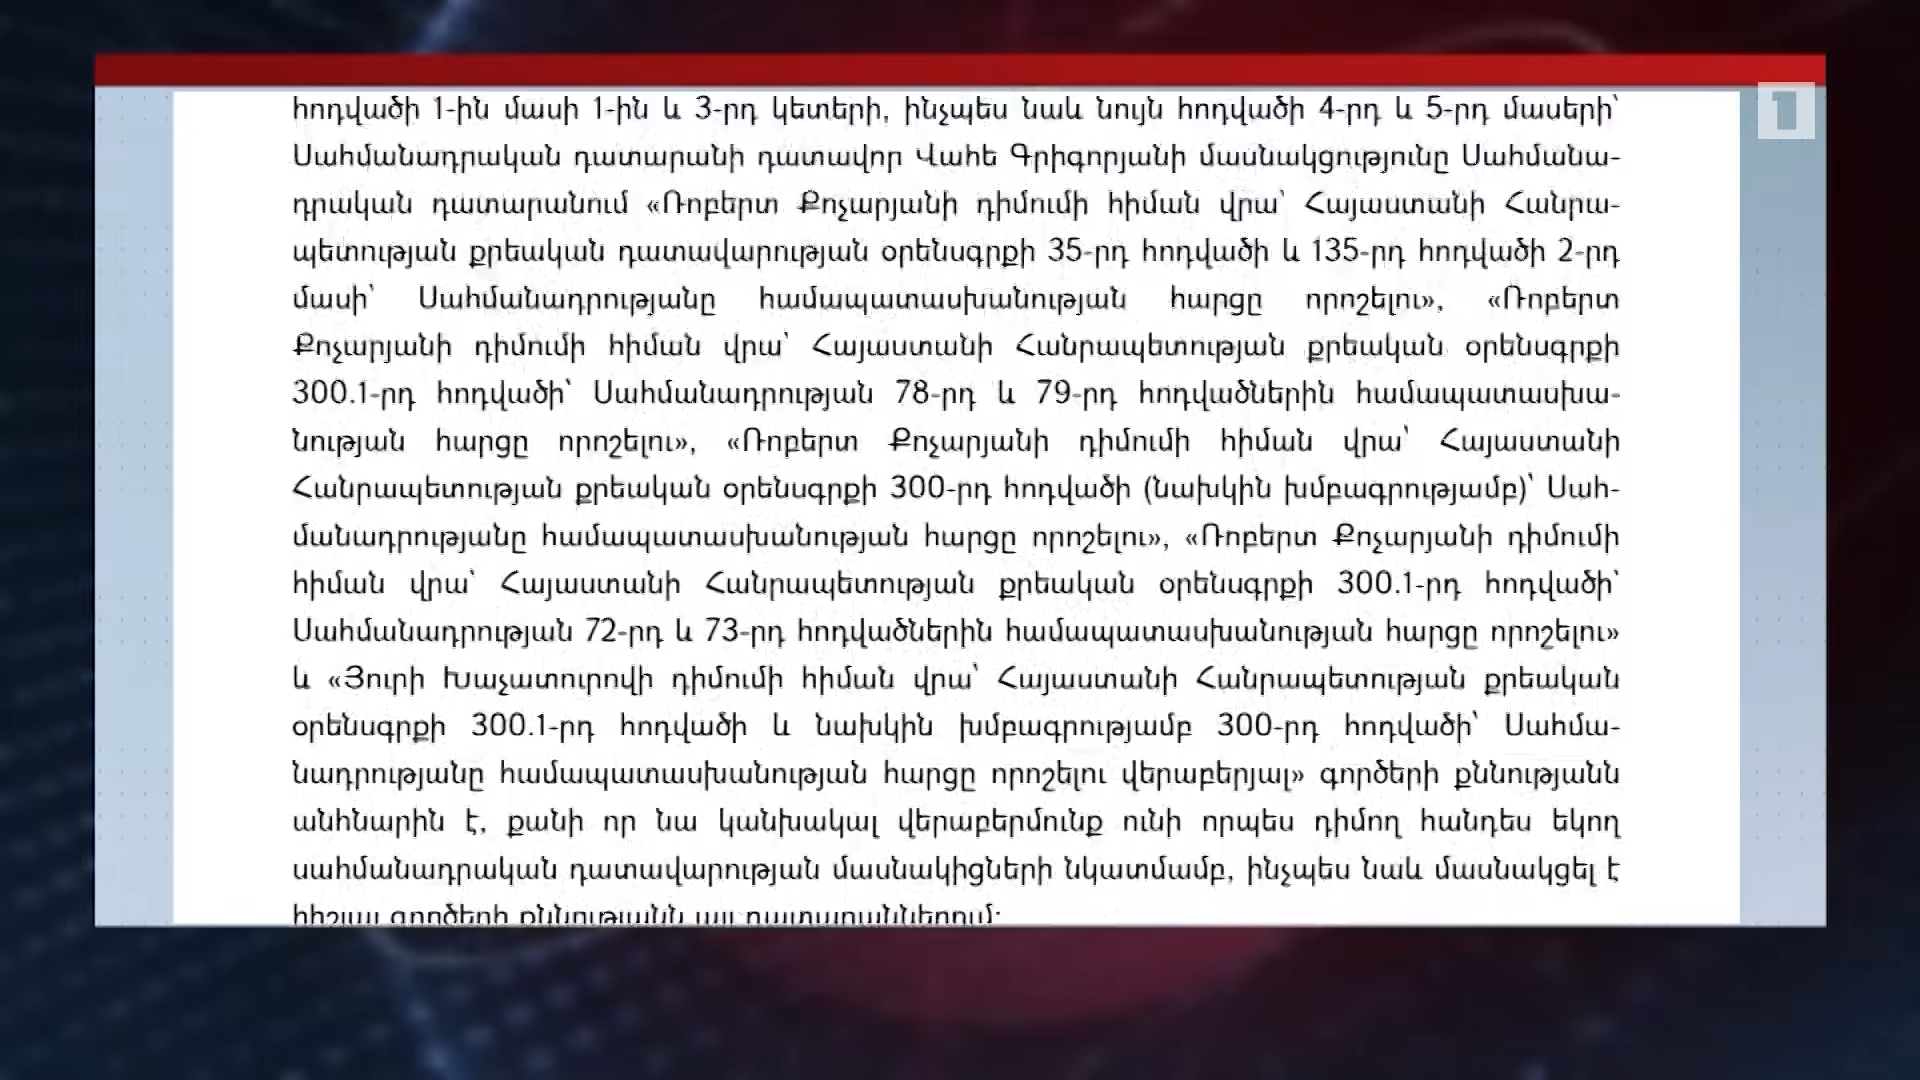 հոդվածի 1-ին մասի 1-ին և 3-րդ կետերի, ինչպես նաև նույն հոդվածի 4-րդ և 5-րդ մասերի՝
1
Սահմանադրական դատարանի դատավոր Վահե Գրիգորյանի մասնակցությունը Սահմանա-
դրական դատարանում «Ռոբերտ Քոչարյանի դիմումի հիման վրա՝ Հայաստանի Հանրա-
պետության քրեական դատավարության օրենսգրքի 35-րդ հոդվածի և 135-րդ հոդվածի 2-րդ
մասի՝ Սահմանադրությանը համապատասխանության հարցը որոշելու», «Ռոբերտ
Քոչարյանի դիմումի հիման վրա՝ Հայաստանի Հանրապետության քրեական օրենսգրքի
300.1-րդ հոդվածի՝ Սահմանադրության 78-րդ և 79-րդ հոդվածներին համապատասխա-
նության հարցը որոշելու», «Ռոբերտ Քոչարյանի դիմումի հիման վրա՝ Հայաստանի
Հանրապետության քրեական օրենսգրքի 300-րդ հոդվածի (նախկին խմբագրությամբ)՝ Սահ-
մանադրությանը համապատասխանության հարցը որոշելու», «Ռոբերտ Քոչարյանի դիմումի
հիման վրա՝ Հայաստանի Հանրապետության քրեական օրենսգրքի 300.1-րդ հոդվածի՝
Սահմանադրության 72-րդ և 73-րդ հոդվածներին համապատասխանության հարցը որոշելու»
և «Յուրի Խաչատուրովի դիմումի հիման վրա՝ Հայաստանի Հանրապետության քրեական
օրենսգրքի 300.1-րդ հոդվածի և նախկին խմբագրությամբ 300-րդ հոդվածի՝ Սահմա-
նադրությանը համապատասխանության հարցը որոշելու վերաբերյալ» գործերի քննությանն
անհնարին է, քանի որ նա կանխակալ վերաբերմունք ունի որպես դիմող հանդես եկող
սահմանադրական դատավարության մասնակիցների նկատմամբ, ինչպես նաև մասնակցել է
հիշյալ գործերի քննությանն այլ դատարաններում: